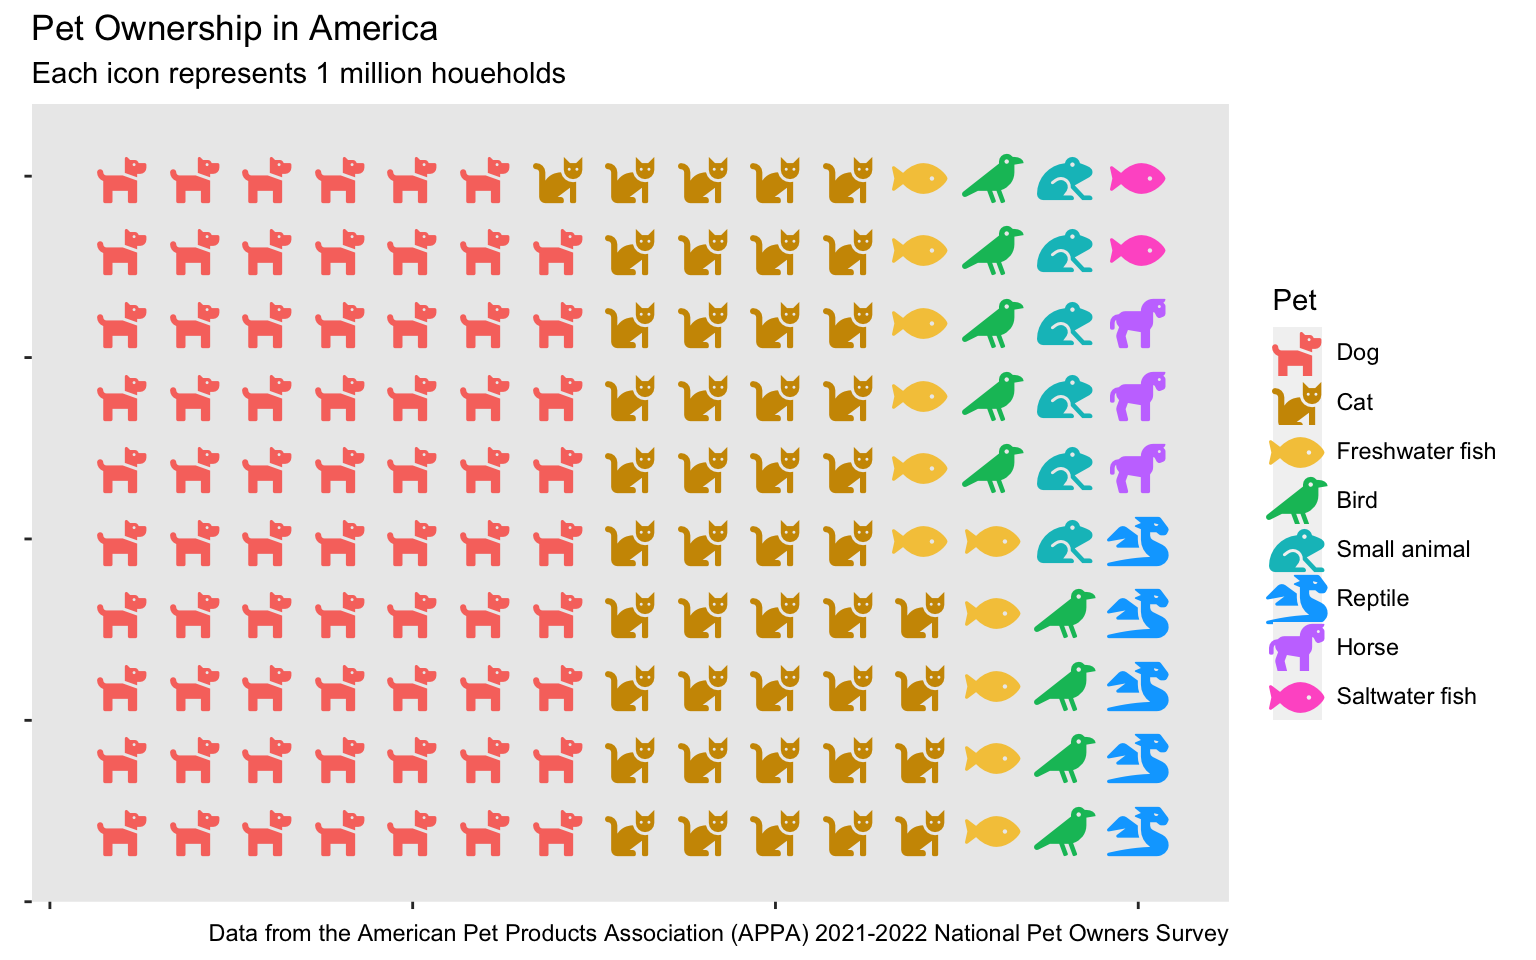 Pet Ownership in America
Each icon represents 1 million houeholds
Pet
Dog
Cat
Freshwater fish
Bird
Small animal
Reptile
Horse
Saltwater fish
Data from the American Pet Products Association (APPA) 2021-2022 National Pet Owners Survey